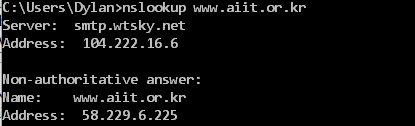 C:\Users\Dylan>nslookup www.aiit.or.kr
Server:  smtp.wtsky.net
Address:  104.222.16.6

Non-authoritative answer:
Name:    www.aiit.or.kr
Address:  58.229.6.225